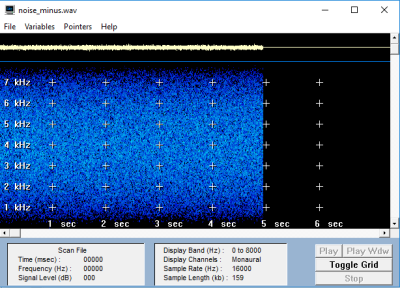 noise_minus.wav
File Variables Pointers Help
7 kHz
6 kHz
5 kHz
4 kHz
3 kHz
2 kHz
1 kHz
1 sec 2 sec 3 sec 4 sec 5 sec 6 sec
Scan File
Time (msec) : 00000
Frequency (Hz) : 00000
Signal Level (dB) 000
Display Band (Hz) : 0 to 8000
Display Channels : Monaural
Sample Rate (Hz) : 16000
Sample Length (kb) : 159
Play Play Wdw
Toggle Grid
Stop